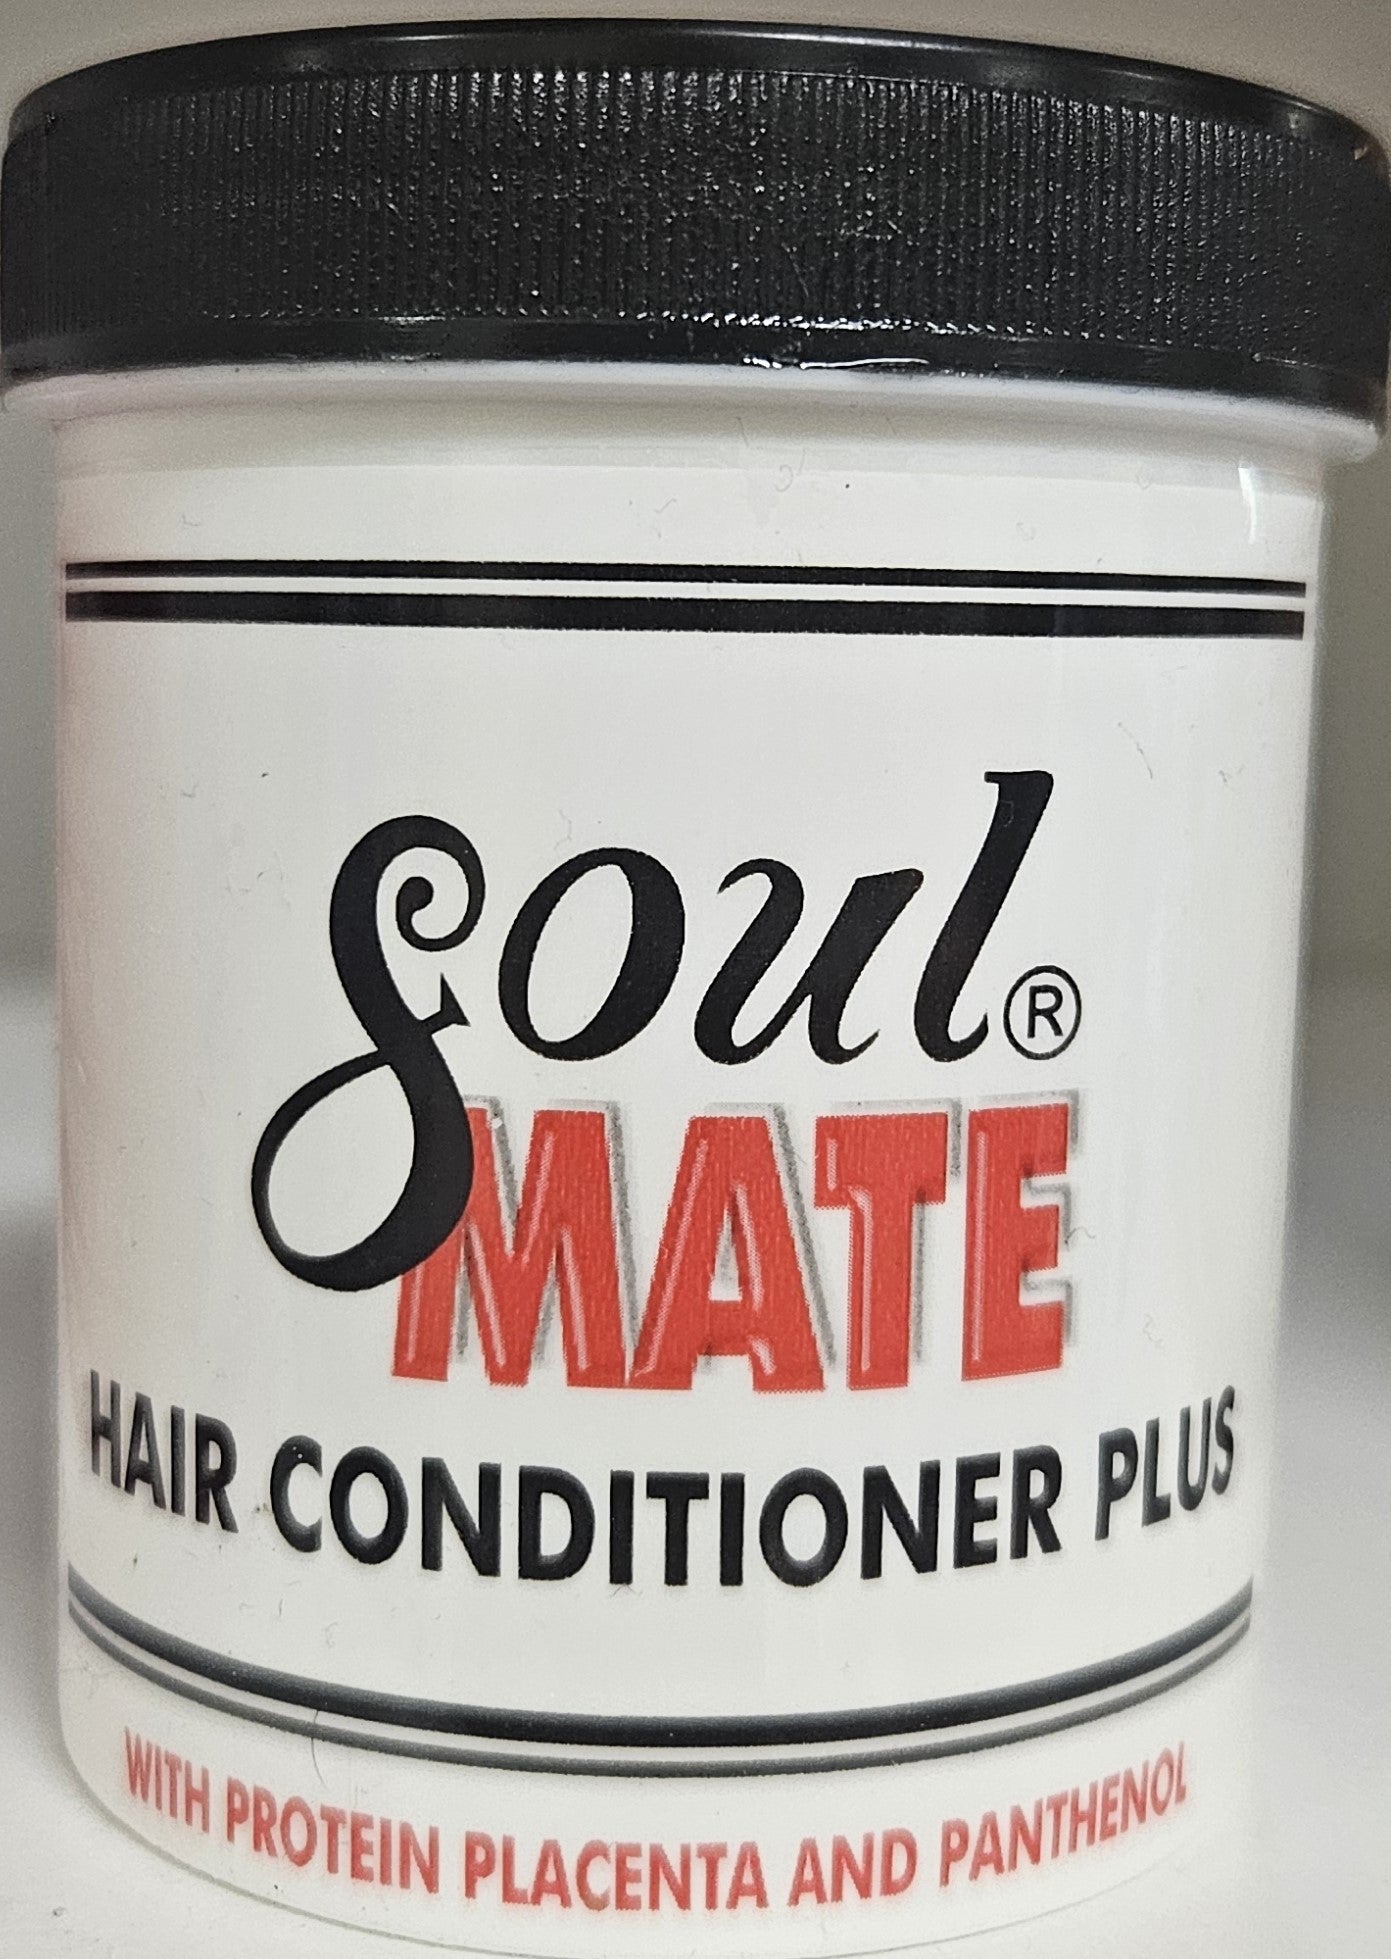 Soul®
MATE
HAIR CONDITIONER PLUS
WITH PROTEIN PLACENTA AND PANTHENOL